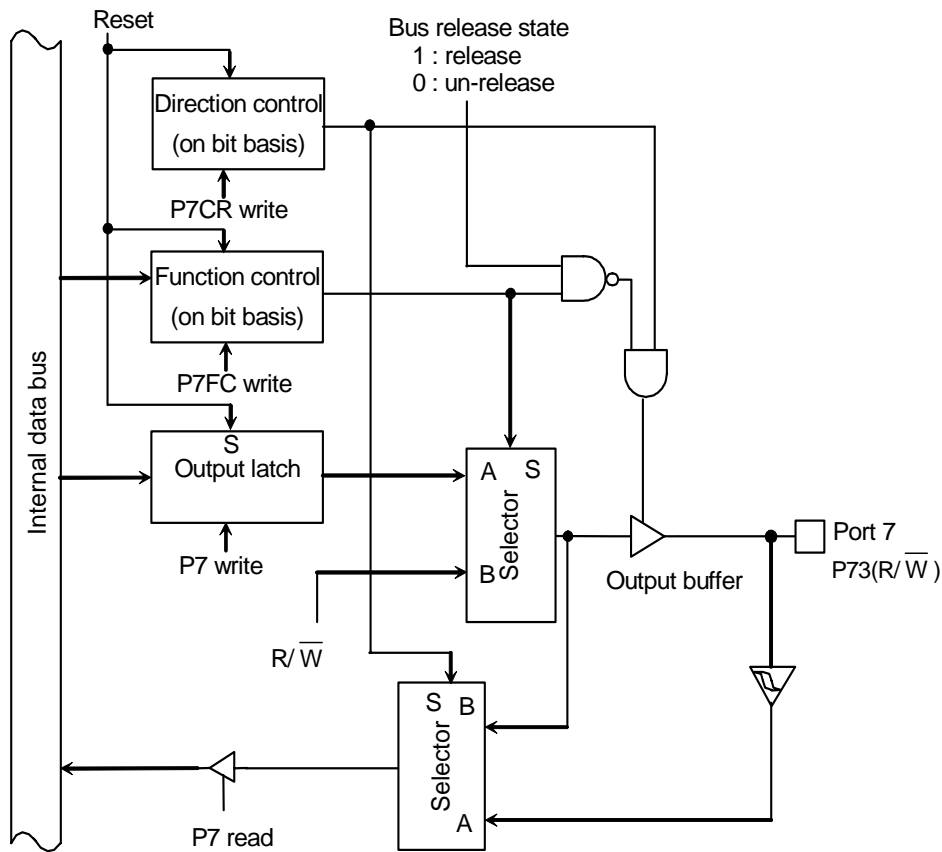 Reset
Bus release state
1 : release
0 : un-release
Direction control
(on bit basis)
P7CR write
Function control
(on bit basis)
P7FC write
Internal data bus
S
Output latch
P7 write
A S
Selector
B
R/W̅
Output buffer
Port 7
P73(R/W̅)
S B
Selector
A
P7 read